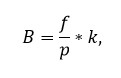 B = f/p * k,